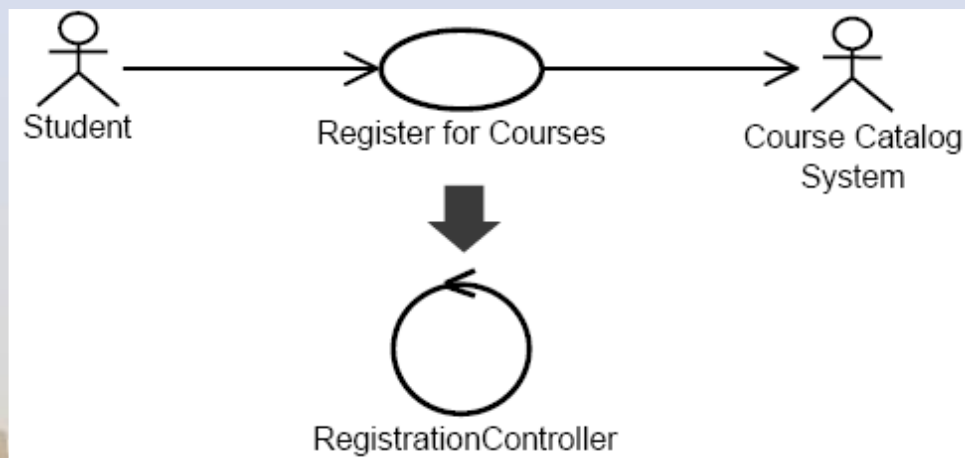 Student
Register for Courses
Course Catalog
System
RegistrationController